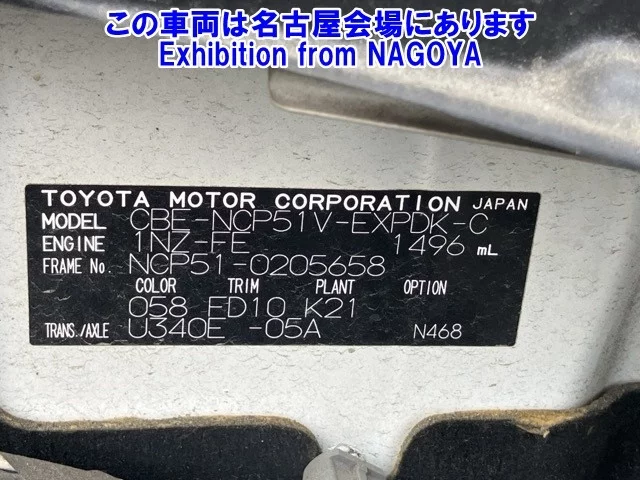 この車両は名古屋会場にあります
Exhibition from NAGOYA
TOYOTA MOTOR CORPORATION JAPAN
MODEL CBE-NCP51V-EXPDK-C
ENGINE 1NZ-FE 1496 mL
FRAME No. NCP51-0205658
COLOR TRIM PLANT OPTION
058 FD10 K21
TRANS./AXLE U340E -05A N468